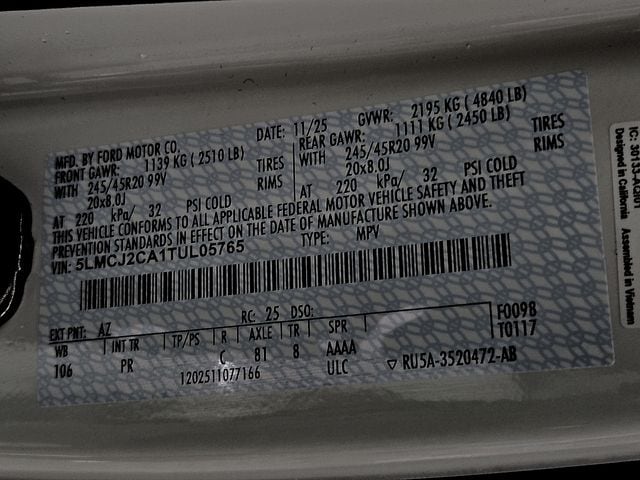 MFD. BY FORD MOTOR CO. DATE: 11/25 GVWR: 2195 KG (4840 LB)
FRONT GAWR: 1139 KG (2510 LB) REAR GAWR: 1111 KG (2450 LB)
WITH 245/45R20 99V TIRES WITH 245/45R20 99V TIRES
20x8.0J RIMS 20x8.0J RIMS
AT 220 kPa/ 32 PSI COLD AT 220 kPa/ 32 PSI COLD
THIS VEHICLE CONFORMS TO ALL APPLICABLE FEDERAL MOTOR VEHICLE SAFETY AND THEFT
PREVENTION STANDARDS IN EFFECT ON THE DATE OF MANUFACTURE SHOWN ABOVE.
VIN: 5LMCJ2CA1TUL05765 TYPE: MPV
EXT PNT: AZ RC: 25 DSO: F0098
WB INT TR TP/PS R AXLE TR SPR T0117
106 PR C 81 8 AAAA
1202511077166 ULC ▽ RU5A-3520472-AB
Designed in California Assembled in Vietnam